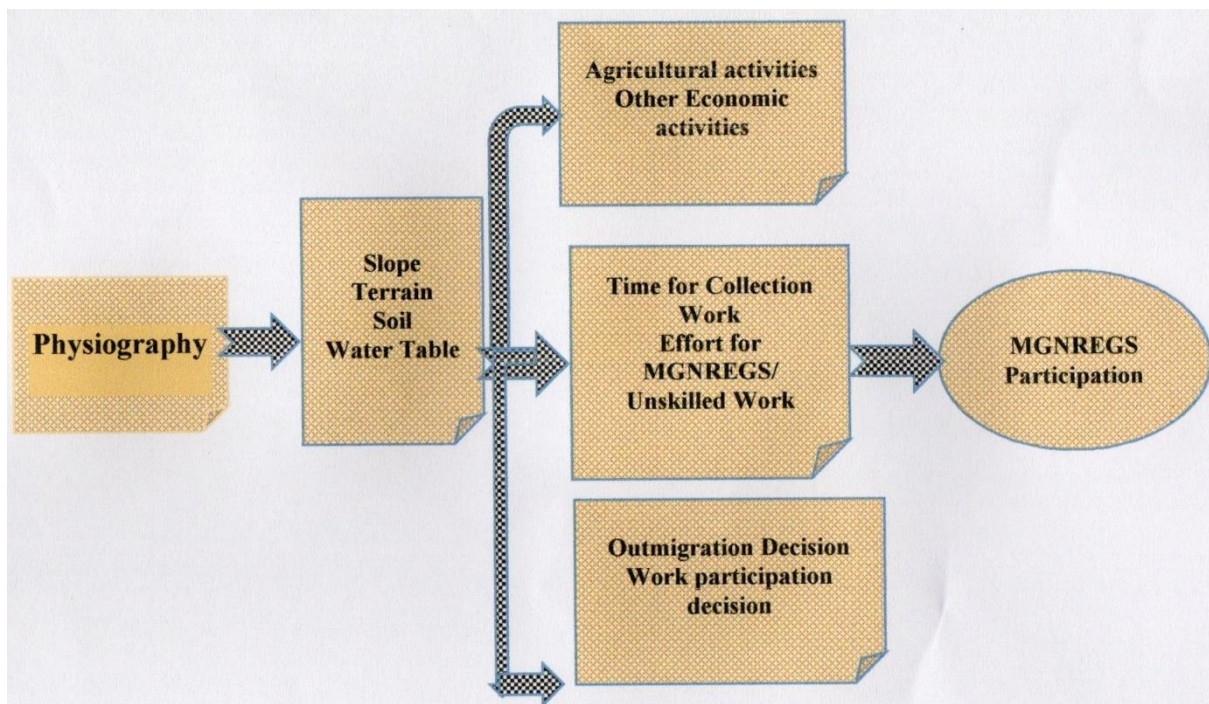 Physiography
Slope
Terrain
Soil
Water Table
Agricultural activities
Other Economic
activities
Time for Collection
Work
Effort for
MGNREGS/
Unskilled Work
Outmigration Decision
Work participation
decision
MGNREGS
Participation